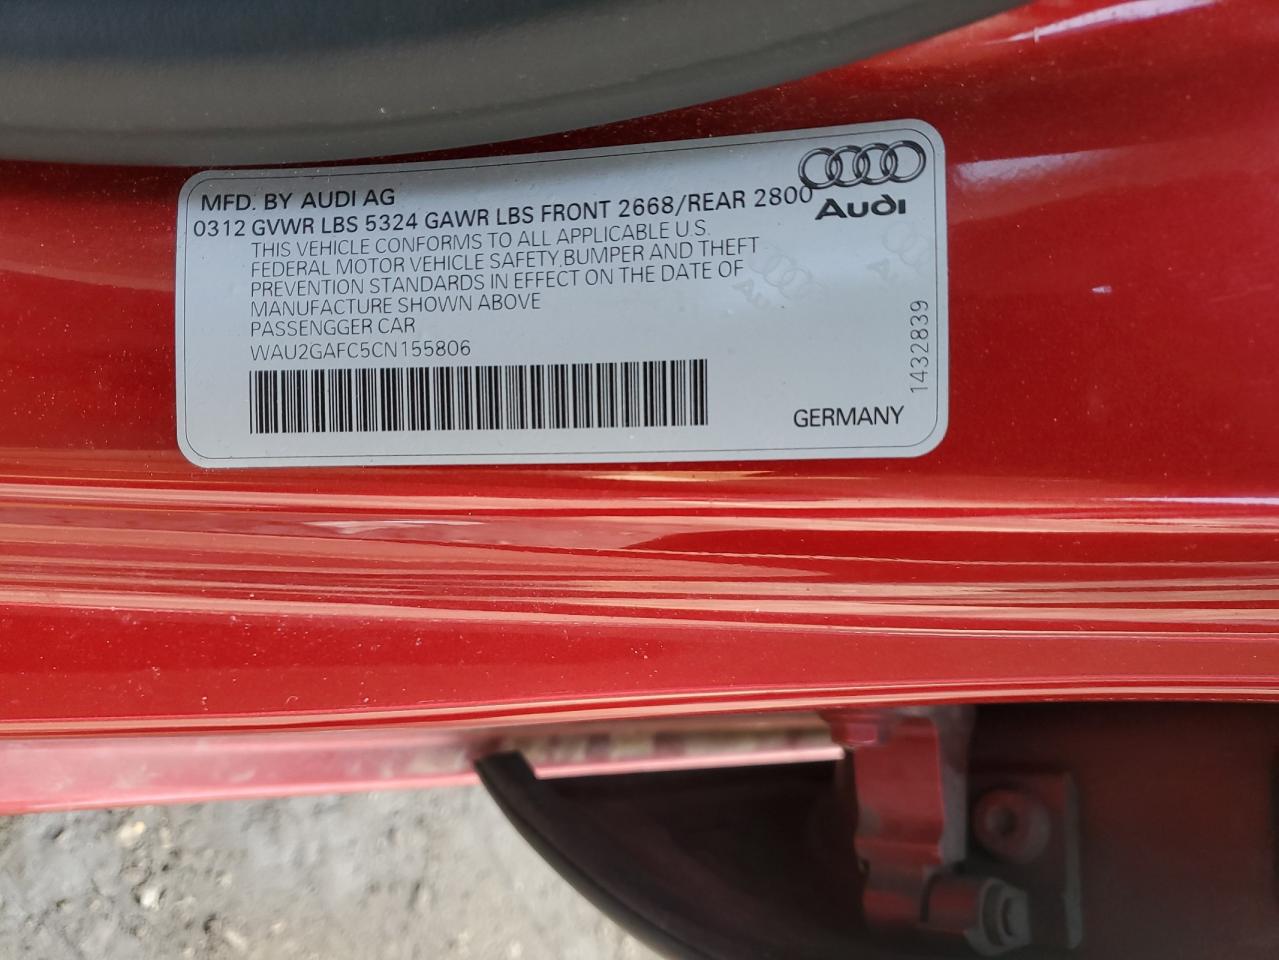 MFD. BY AUDI AG
0312 GVWR LBS 5324 GAWR LBS FRONT 2668/REAR 2800
Audi
THIS VEHICLE CONFORMS TO ALL APPLICABLE U.S.
FEDERAL MOTOR VEHICLE SAFETY,BUMPER AND THEFT
PREVENTION STANDARDS IN EFFECT ON THE DATE OF
MANUFACTURE SHOWN ABOVE
PASSENGGER CAR
WAU2GAFC5CN155806
1432839
GERMANY